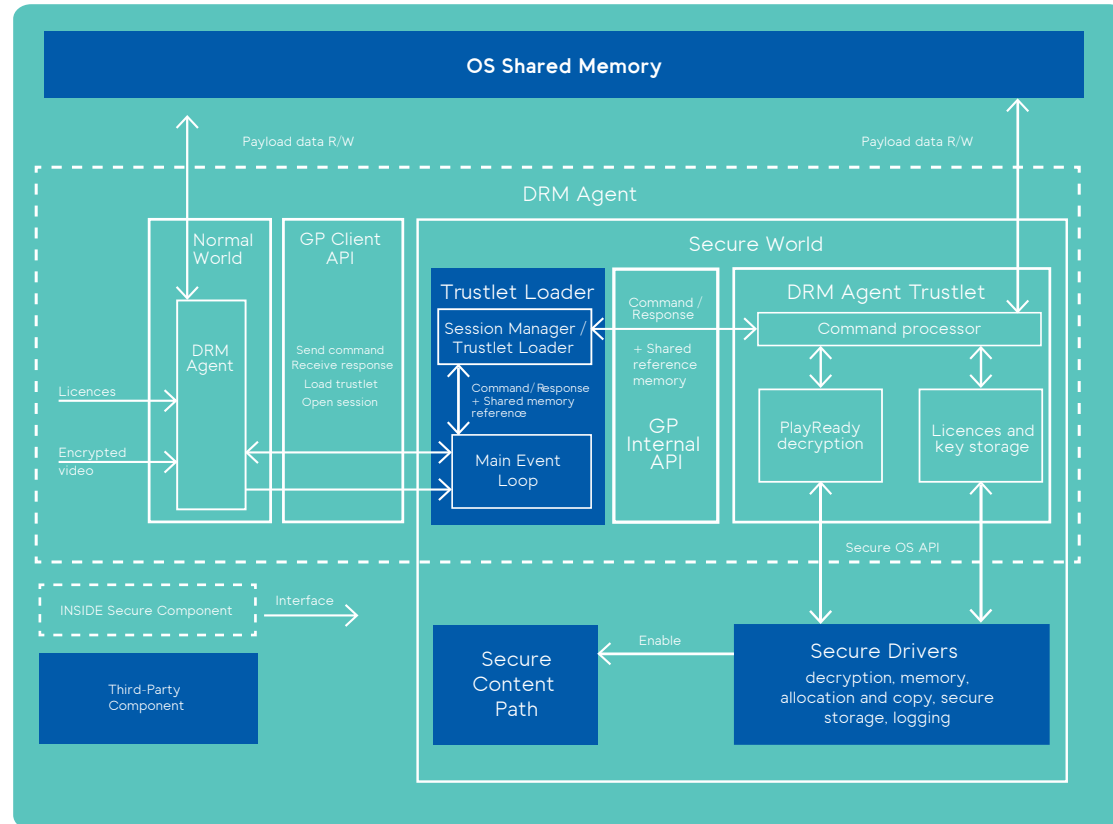 OS Shared Memory
Payload data R/W
Payload data R/W
DRM Agent
Normal
World
GP Client
API
Secure World
Trustlet Loader
DRM Agent Trustlet
Session Manager /
Trustlet Loader
Command /
Response
Command processor
DRM
Agent
Send command
Receive response
Load trustlet
Open session
+ Shared
reference
memory
Licences
Command/Response
+ Shared memory
reference
PlayReady
decryption
Licences and
key storage
Encrypted
video
Main Event
Loop
GP
Internal
API
Secure OS API
INSIDE Secure Component
Interface
Third-Party
Component
Secure
Content
Path
Enable
Secure Drivers
decryption, memory,
allocation and copy, secure
storage, logging